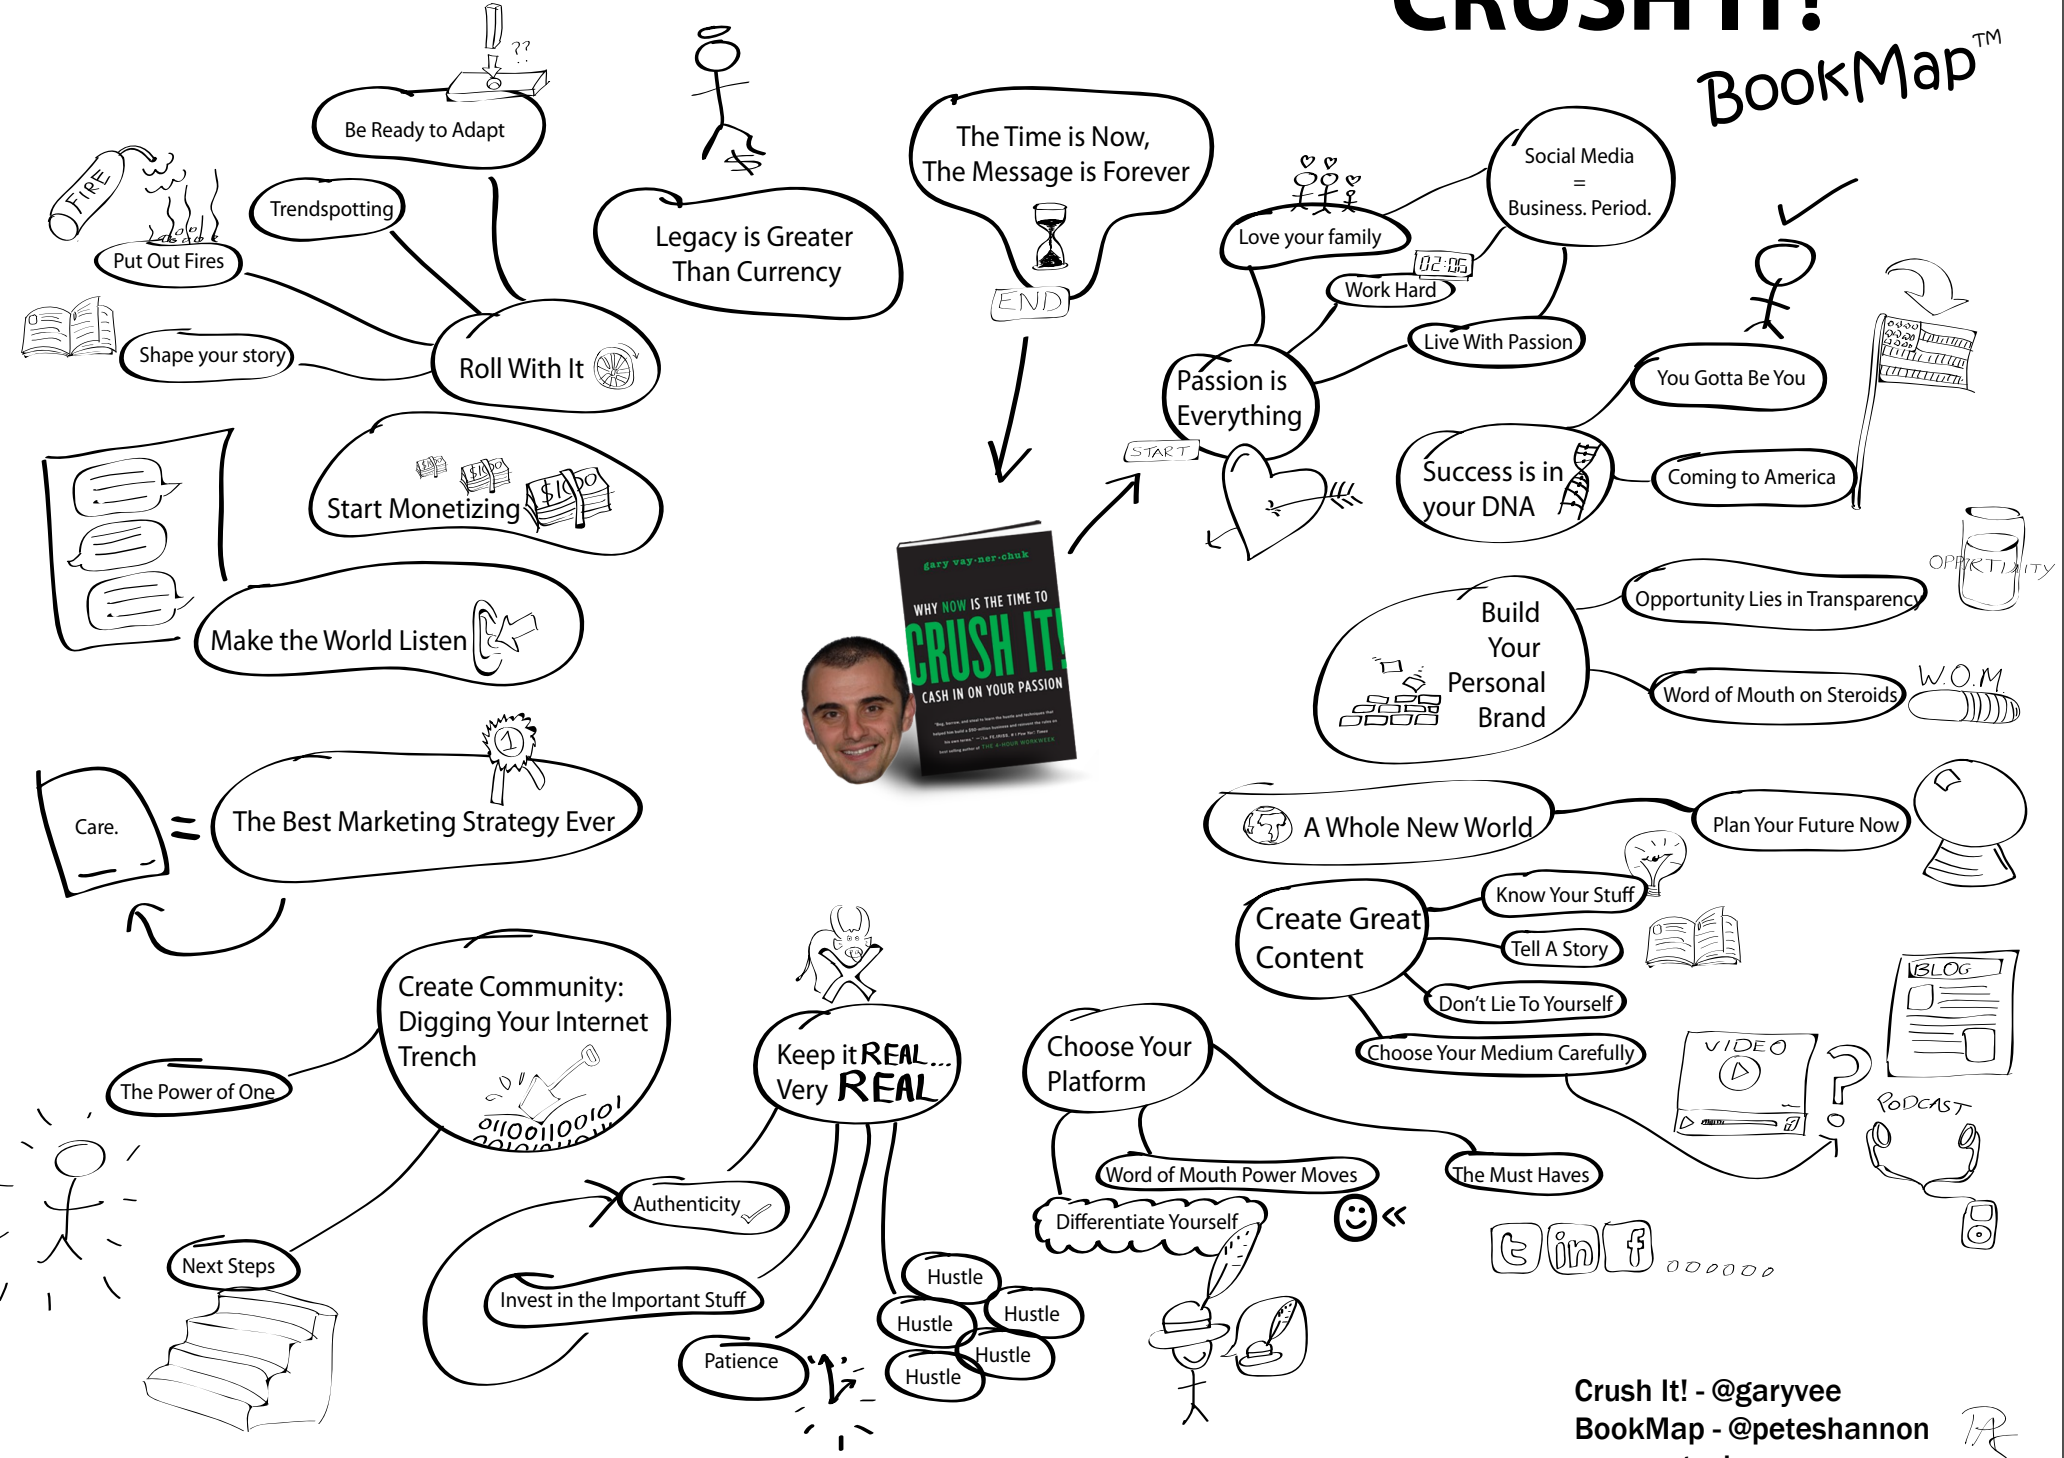 CRUSH IT!
BookMap™
START
Passion is
Everything
Love your family
Work Hard
02:06
Live With Passion
Social Media
=
Business. Period.
Success is in
your DNA
You Gotta Be You
Coming to America
Build
Your
Personal
Brand
Opportunity Lies in Transparency
Word of Mouth on Steroids
W.O.M.
A Whole New World
Plan Your Future Now
Create Great
Content
Know Your Stuff
Tell A Story
Don't Lie To Yourself
Choose Your Medium Carefully
VIDEO
?
BLOG
PODCAST
Choose Your
Platform
Word of Mouth Power Moves
Differentiate Yourself
The Must Haves
t in f
Keep it REAL...
Very REAL
Authenticity
Invest in the Important Stuff
Patience
Hustle
Hustle
Hustle
Hustle
Hustle
Create Community:
Digging Your Internet
Trench
011001100101
The Power of One
Next Steps
The Best Marketing Strategy Ever
1
=
Care.
Make the World Listen
Start Monetizing
$100
$100
Roll With It
Shape your story
Put Out Fires
FIRE
Trendspotting
Be Ready to Adapt
??
Legacy is Greater
Than Currency
$
The Time is Now,
The Message is Forever
END
gary vay·ner·chuk
WHY NOW IS THE TIME TO
CRUSH IT!
CASH IN ON YOUR PASSION
THE 4-HOUR WORKWEEK
Crush It! - @garyvee
BookMap - @peteshannon